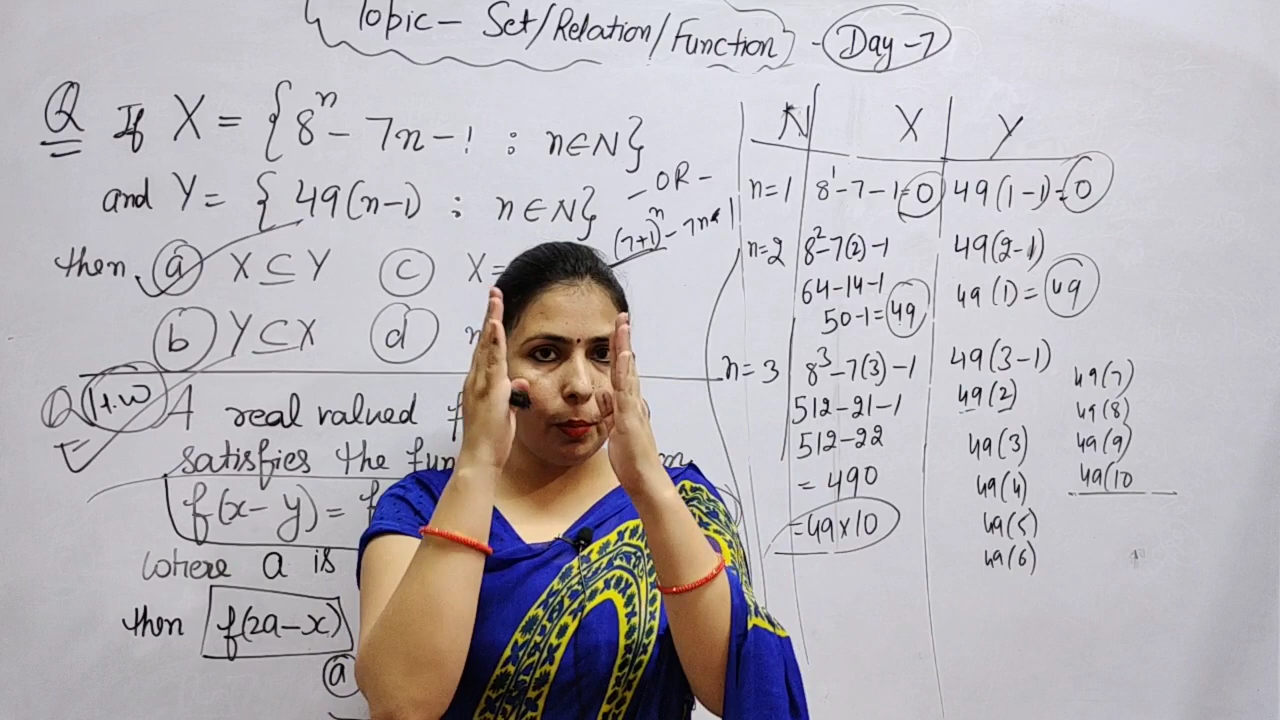 Topic - Set/Relation/Function - Day-7
Q If X = {8ⁿ - 7n - 1 : n∈N}
and Y = {49(n-1) : n∈N}
- OR -
(7+1)ⁿ - 7n - 1
then, (a) X ⊆ Y (c) X =
(b) Y ⊆ X (d)
Q H.W A real valued
satisfies the fun
f(x-y) = f
where a is
then f(2a-x)
(a)
N X Y
n=1 8¹-7-1=0 49(1-1)=0
n=2 8²-7(2)-1 49(2-1)
64-14-1 49(1)=49
50-1=49
n=3 8³-7(3)-1 49(3-1)
512-21-1 49(2)
512-22 49(3)
=490 49(4)
=49×10 49(5)
49(6)
49(7)
49(8)
49(9)
49(10